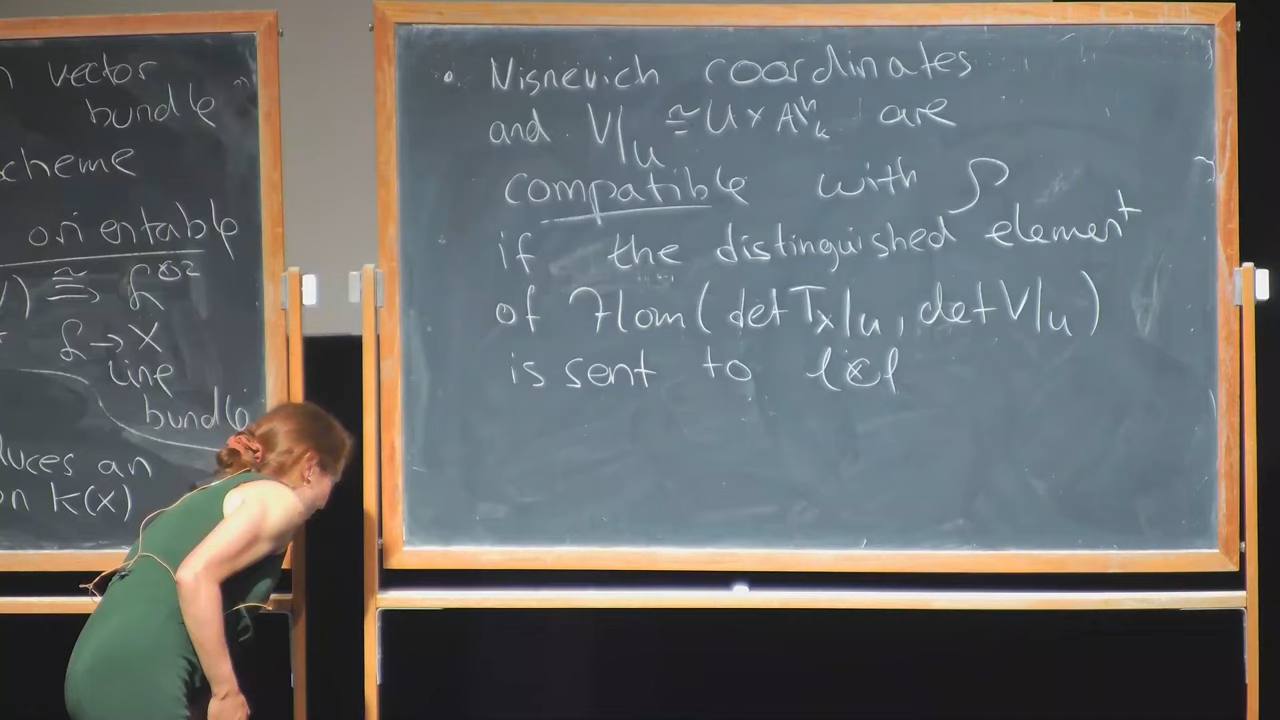 vector
bundle"
scheme
orientable
V) ≅ L^{⊗2}
L → X
line
bundle
duces an
on k(x)
• Nisnevich coordinates
and V|_U ≅ U × A^n_k are
compatible with ρ
if the distinguished element
of Hom(det T_X|_U, det V|_U)
is sent to l⊗l